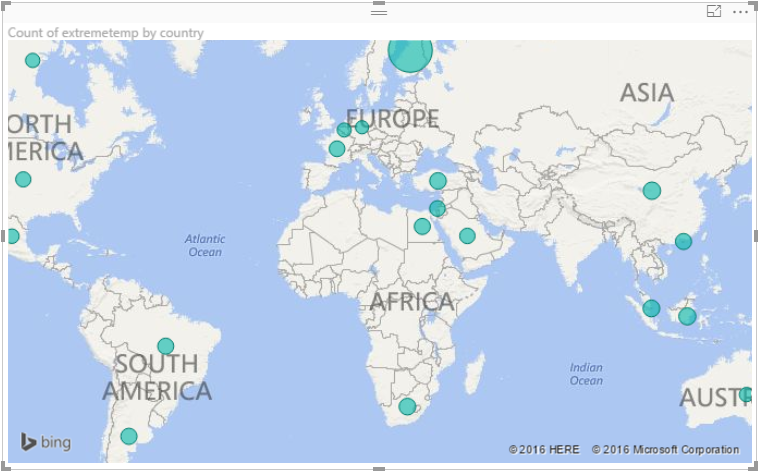 Count of extremetemp by country
ASIA
EUROPE
ORTH
MERICA
Atlantic
Ocean
AFRICA
SOUTH
AMERICA
Indian
Ocean
AUST
bing
© 2016 HERE © 2016 Microsoft Corporation